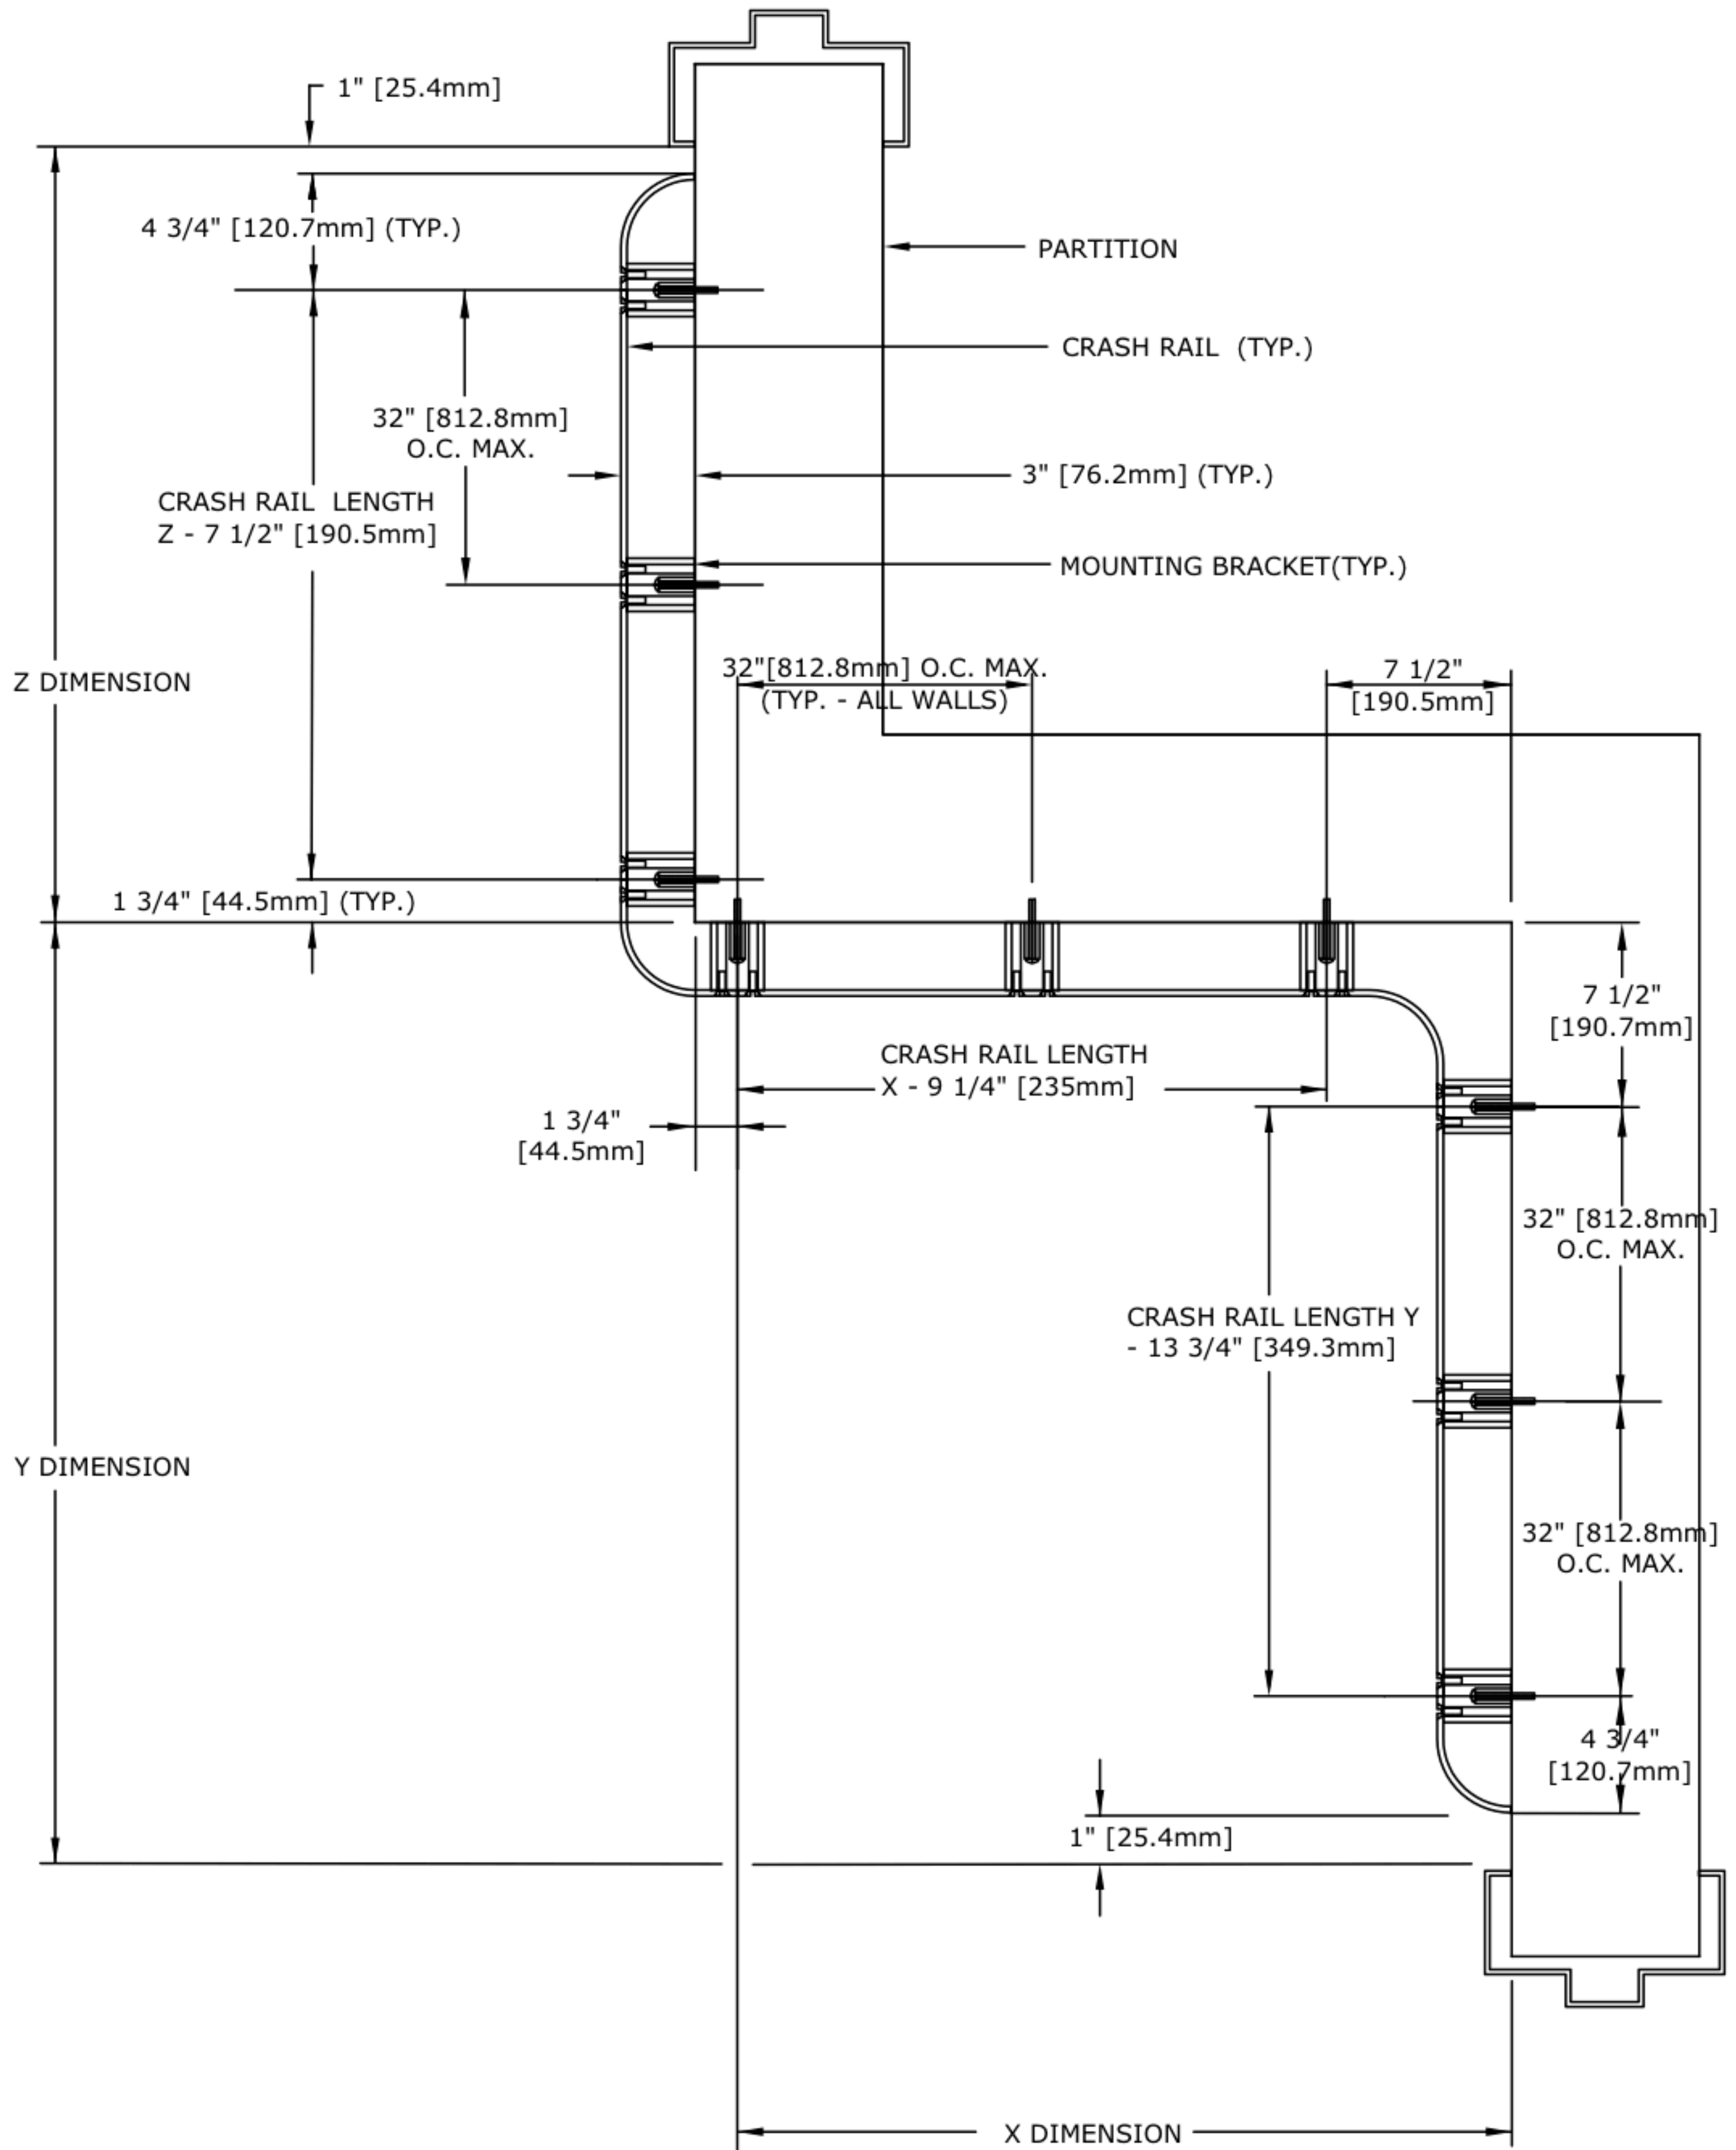 1" [25.4mm]
4 3/4" [120.7mm] (TYP.)
PARTITION
CRASH RAIL (TYP.)
32" [812.8mm]
O.C. MAX.
3" [76.2mm] (TYP.)
CRASH RAIL LENGTH
Z - 7 1/2" [190.5mm]
MOUNTING BRACKET(TYP.)
Z DIMENSION
32"[812.8mm] O.C. MAX.
(TYP. - ALL WALLS)
7 1/2"
[190.5mm]
1 3/4" [44.5mm] (TYP.)
7 1/2"
[190.7mm]
CRASH RAIL LENGTH
X - 9 1/4" [235mm]
1 3/4"
[44.5mm]
32" [812.8mm]
O.C. MAX.
CRASH RAIL LENGTH Y
- 13 3/4" [349.3mm]
Y DIMENSION
32" [812.8mm]
O.C. MAX.
4 3/4"
[120.7mm]
1" [25.4mm]
X DIMENSION